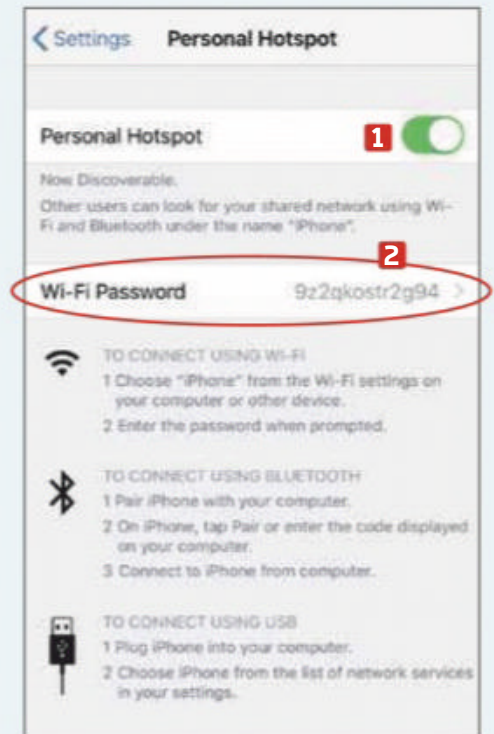 Settings Personal Hotspot
Personal Hotspot 1
Now Discoverable.
Other users can look for your shared network using Wi-
Fi and Bluetooth under the name "iPhone".
2
Wi-Fi Password 9z2qkostr2g94
TO CONNECT USING WI-FI
1 Choose "iPhone" from the Wi-Fi settings on
your computer or other device.
2 Enter the password when prompted.
TO CONNECT USING BLUETOOTH
1 Pair iPhone with your computer.
2 On iPhone, tap Pair or enter the code displayed
on your computer.
3 Connect to iPhone from computer.
TO CONNECT USING USB
1 Plug iPhone into your computer.
2 Choose iPhone from the list of network services
in your settings.